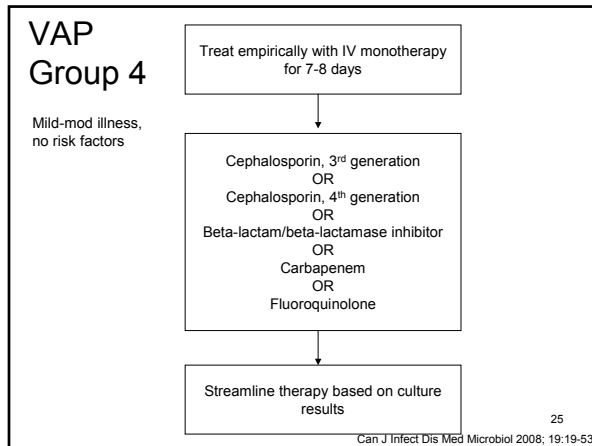 VAP
Group 4
Mild-mod illness,
no risk factors
Treat empirically with IV monotherapy
for 7-8 days
Cephalosporin, 3rd generation
OR
Cephalosporin, 4th generation
OR
Beta-lactam/beta-lactamase inhibitor
OR
Carbapenem
OR
Fluoroquinolone
Streamline therapy based on culture
results
25
Can J Infect Dis Med Microbiol 2008; 19:19-53